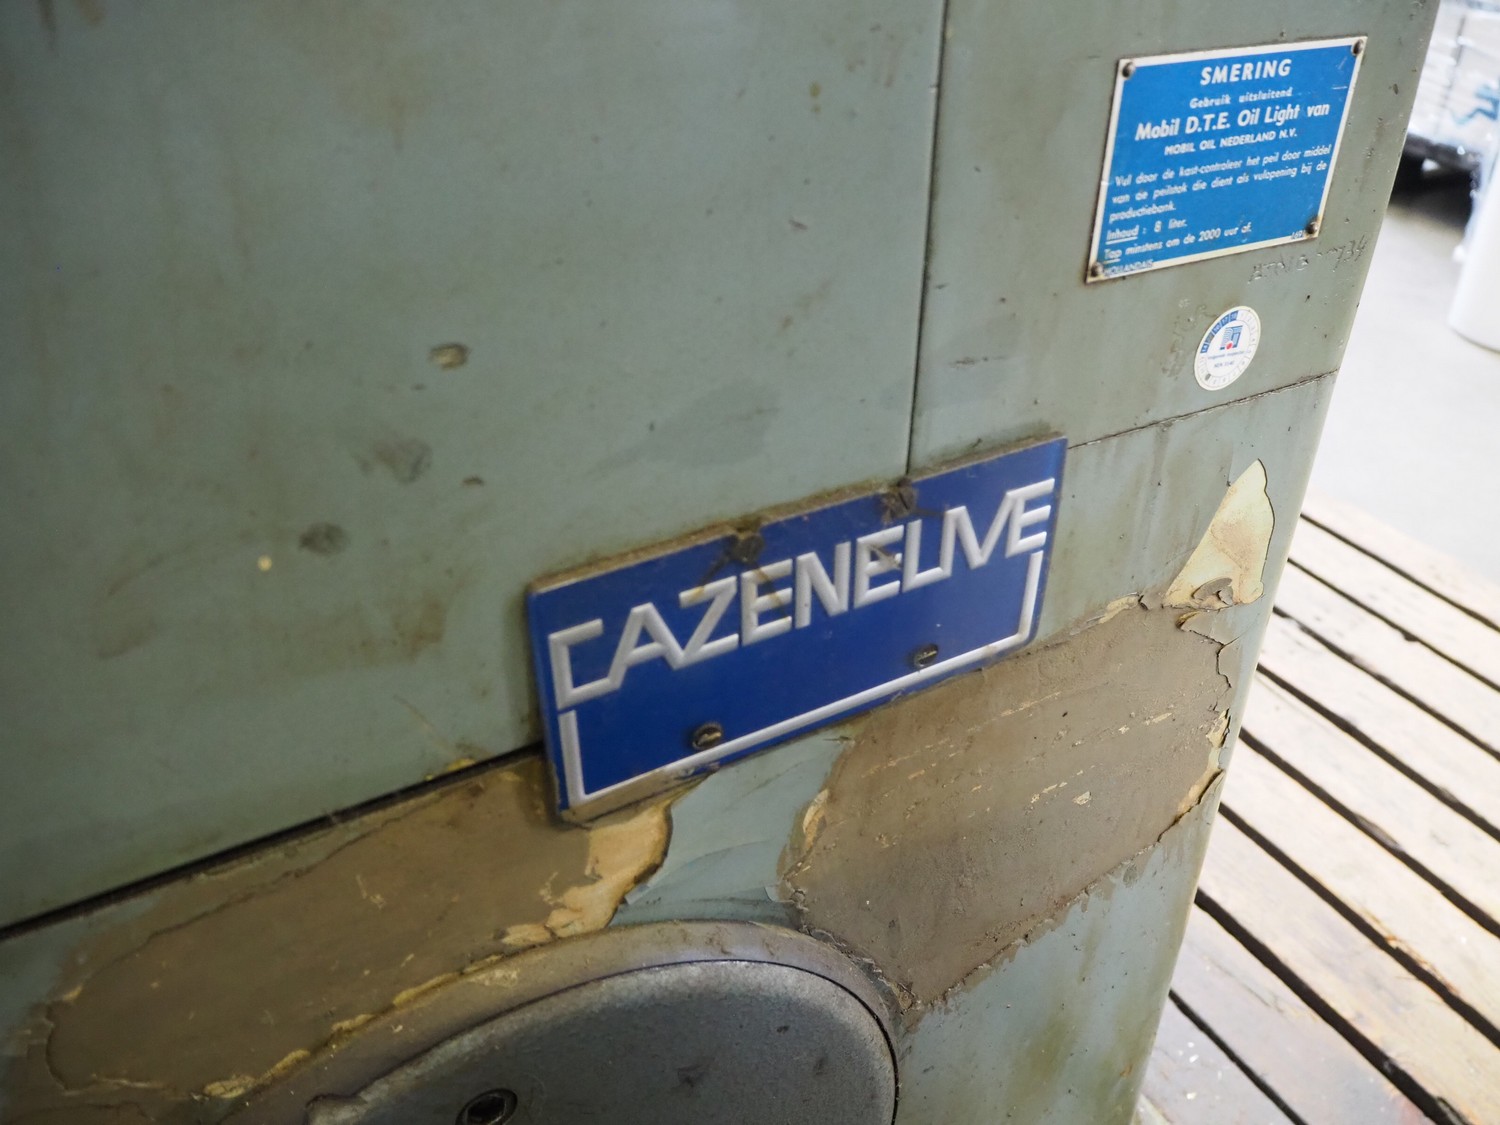 SMERING
Gebruik uitsluitend
Mobil D.T.E. Oil Light van
MOBIL OIL NEDERLAND N.V.
Vul door de kast-controleer het peil door middel
van de peilstok die dient als vulopening bij de
productiebank.
Inhoud : 8 liter.
Tap minstens om de 2000 uur af.
HOLLANDAIS
CAZENEUVE